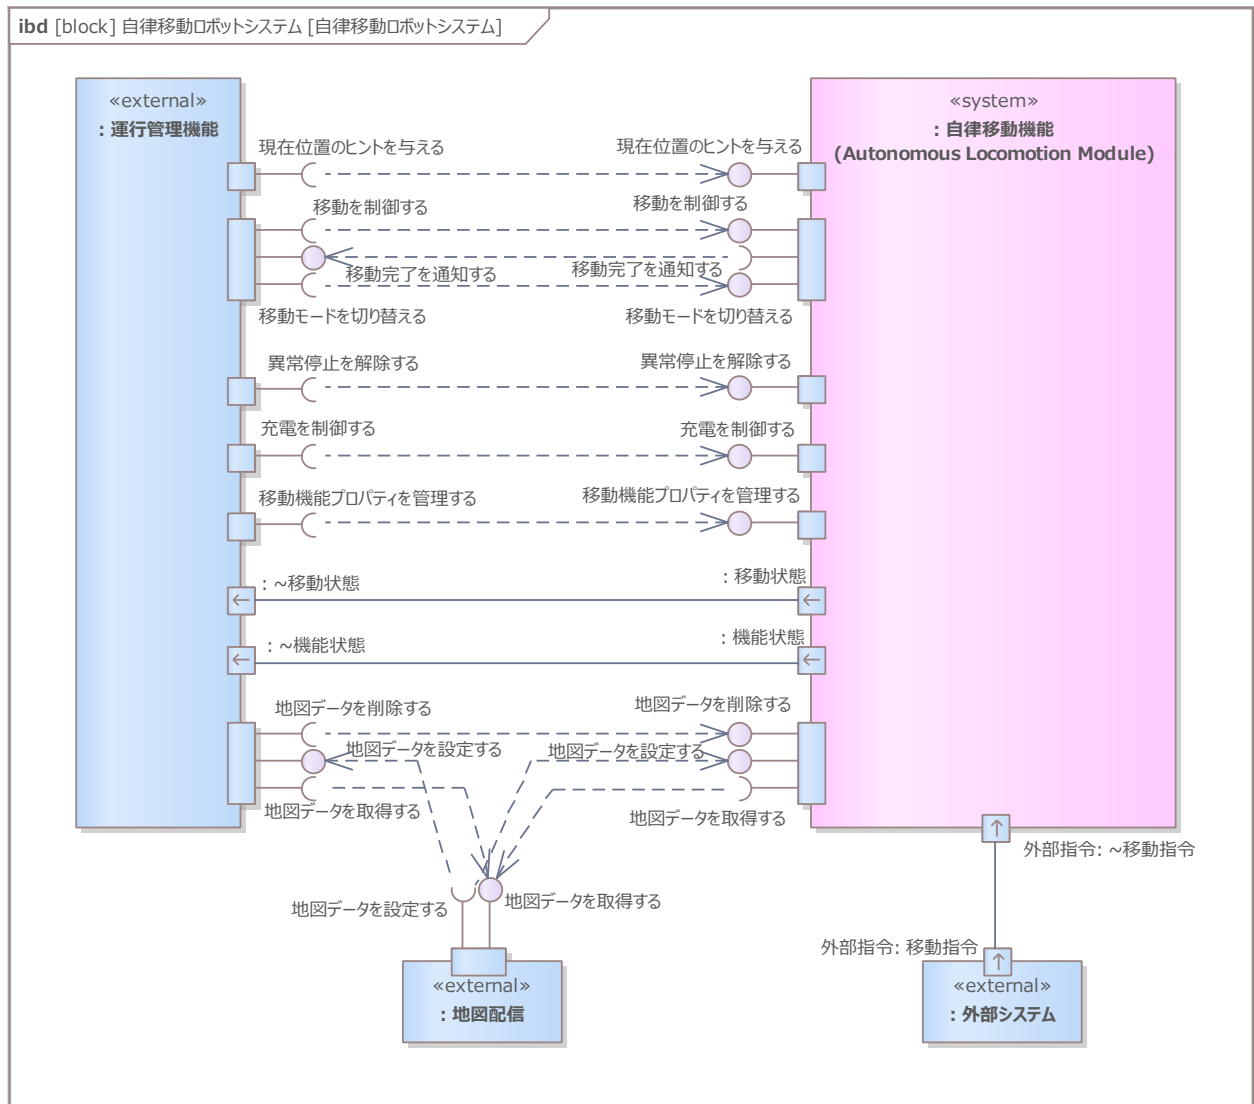 ibd [block] 自律移動ロボットシステム [自律移動ロボットシステム]
«external»
: 運行管理機能
«system»
: 自律移動機能
(Autonomous Locomotion Module)
現在位置のヒントを与える
現在位置のヒントを与える
移動を制御する
移動を制御する
移動完了を通知する
移動完了を通知する
移動モードを切り替える
移動モードを切り替える
異常停止を解除する
異常停止を解除する
充電を制御する
充電を制御する
移動機能プロパティを管理する
移動機能プロパティを管理する
: ~移動状態
: 移動状態
: ~機能状態
: 機能状態
地図データを削除する
地図データを削除する
地図データを設定する
地図データを設定する
地図データを取得する
地図データを取得する
外部指令: ~移動指令
地図データを設定する
地図データを取得する
外部指令: 移動指令
«external»
: 地図配信
«external»
: 外部システム